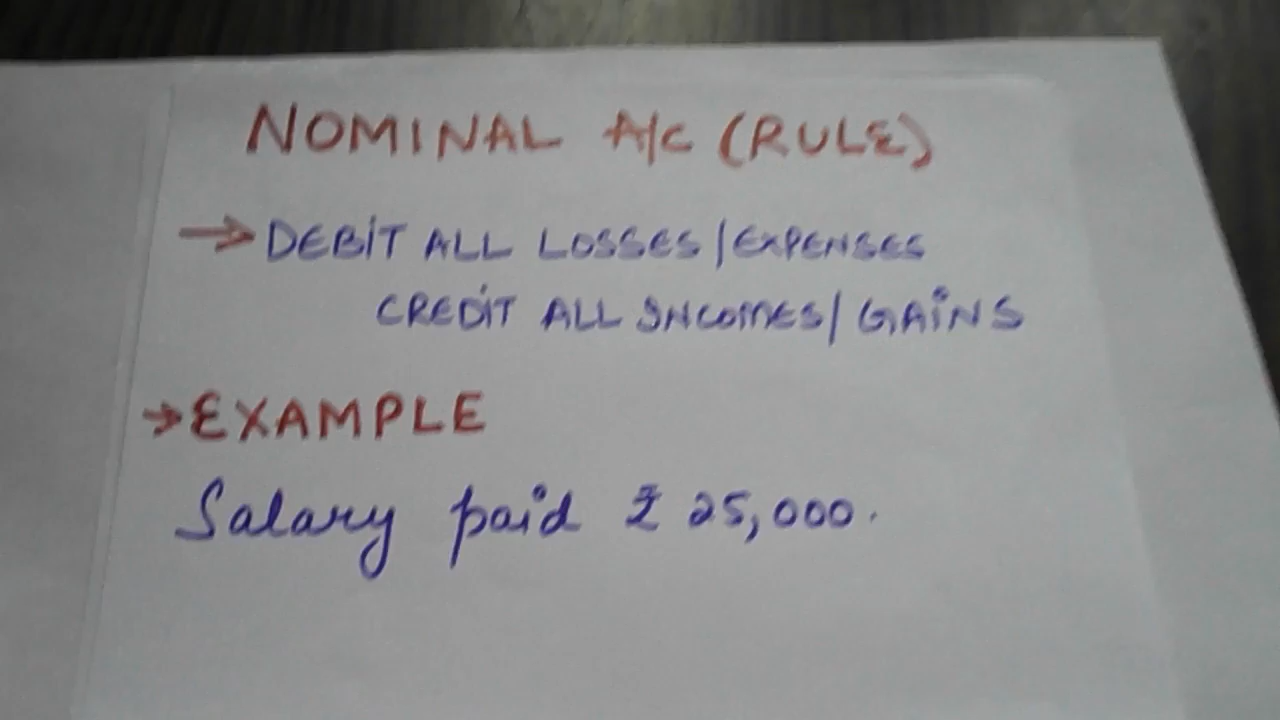 NOMINAL A/C (RULE)
→ DEBIT ALL LOSSES/EXPENSES
CREDIT ALL INCOMES/GAINS
→ EXAMPLE
Salary paid ₹ 25,000.